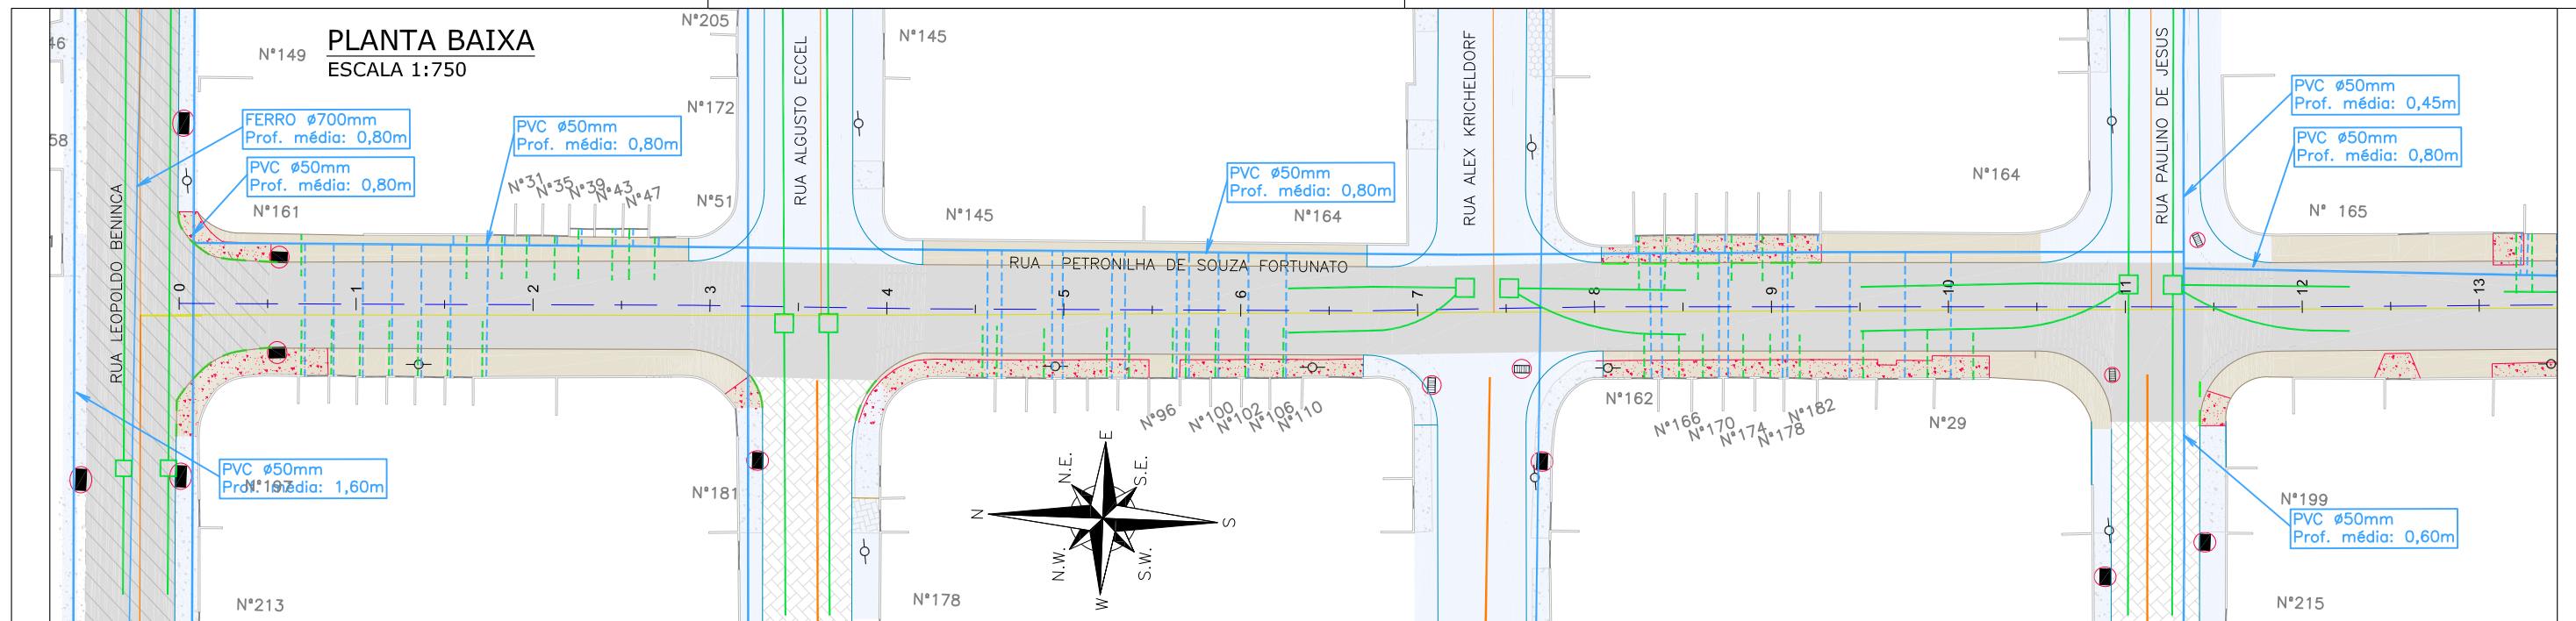 PLANTA BAIXA
ESCALA 1:750
46
58
N°149
N°205
N°172
N°145
N°51
N°161
N°31
N°35
N°39
N°43
N°47
FERRO ø700mm
Prof. média: 0,80m
PVC ø50mm
Prof. média: 0,80m
PVC ø50mm
Prof. média: 0,80m
PVC ø50mm
Prof. média: 0,80m
PVC ø50mm
Prof. média: 0,45m
PVC ø50mm
Prof. média: 0,80m
RUA LEOPOLDO BENINCA
RUA ALGUSTO ECCEL
RUA ALEX KRICHELDORF
RUA PAULINO DE JESUS
N°145
N°164
N°164
N° 165
RUA PETRONILHA DE SOUZA FORTUNATO
0
1
2
3
4
5
6
7
8
9
10
11
12
13
N°96
N°100
N°102
N°106
N°110
N°162
N°166
N°170
N°174
N°178
N°182
N°29
PVC ø50mm
Prof. média: 1,60m
N°197
N°181
N°199
PVC ø50mm
Prof. média: 0,60m
E
N.E.
S.E.
N
S
N.W.
S.W.
W
N°213
N°178
N°215